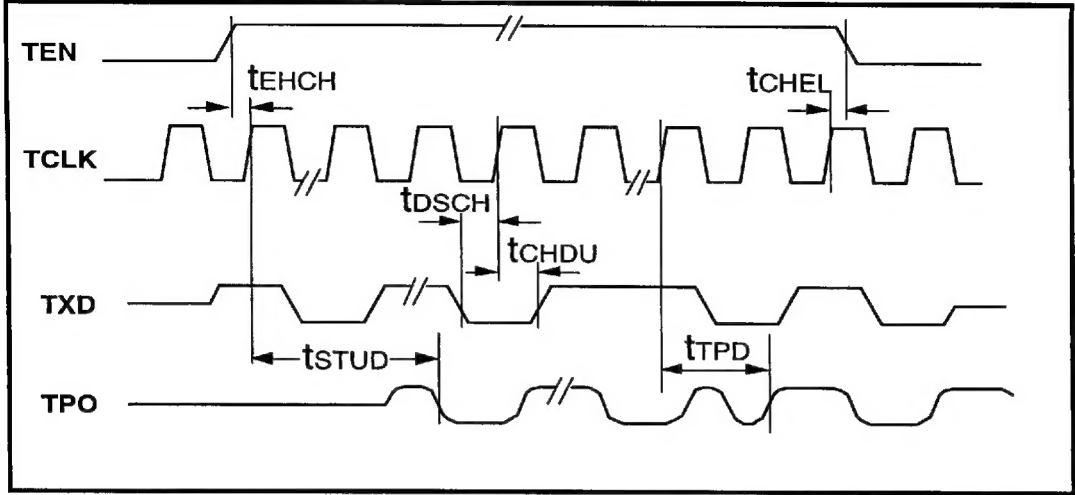 TEN
tEHCH
tCHEL
TCLK
tDSCH
tCHDU
TXD
tSTUD
tTPD
TPO